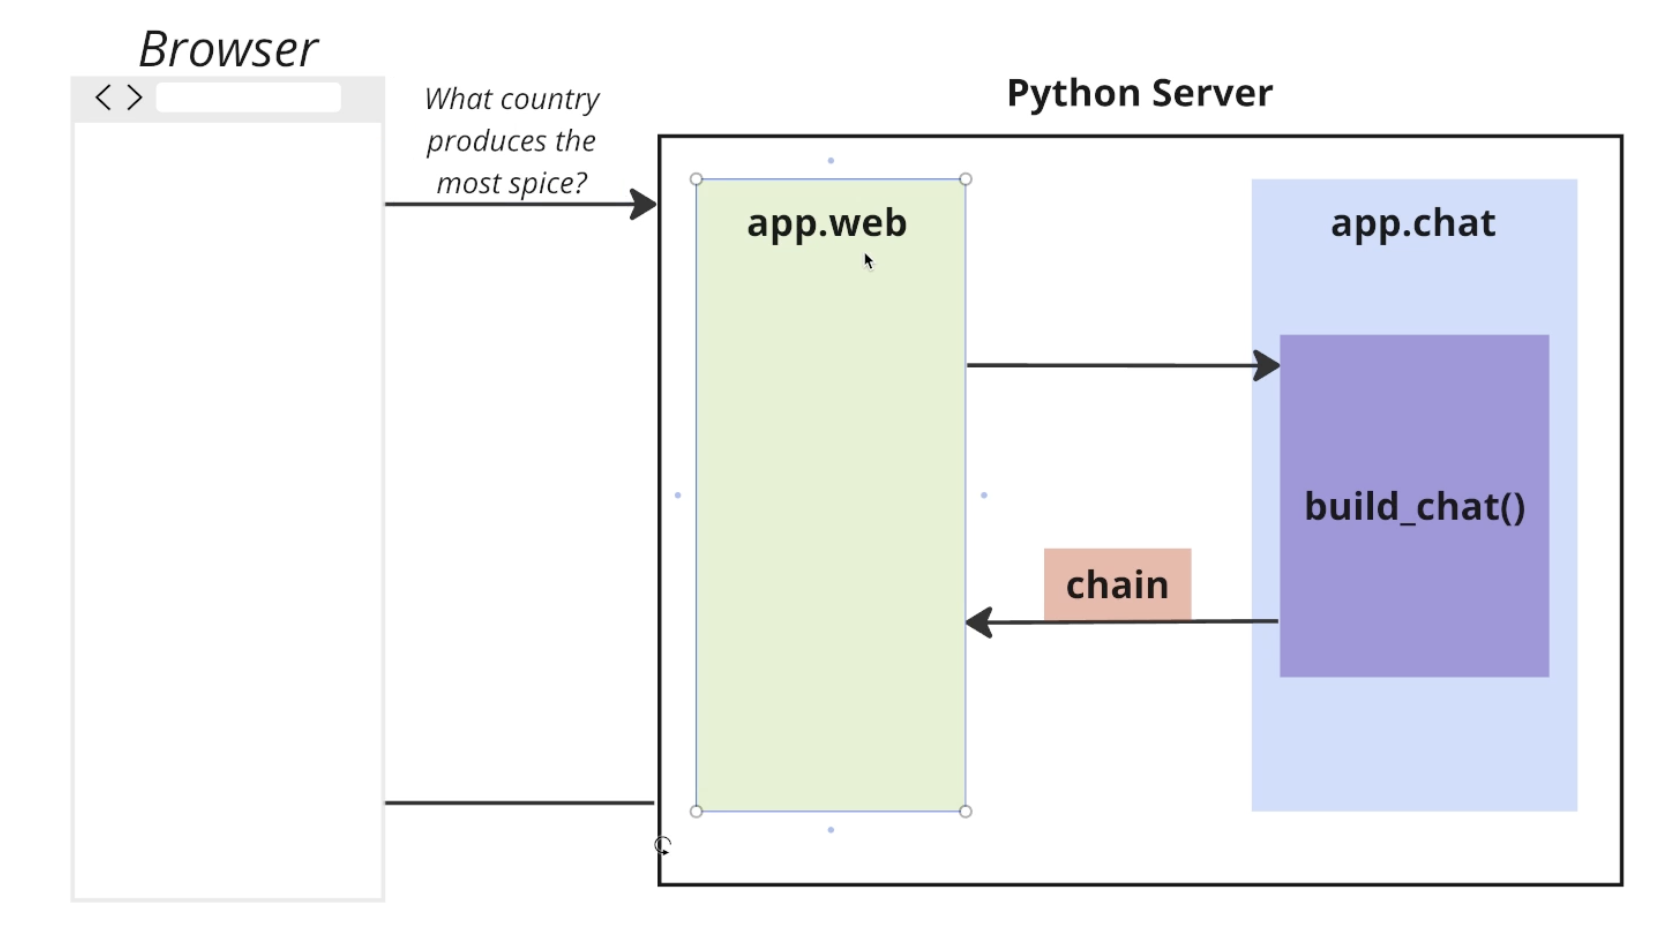 Browser
What country
produces the
most spice?
Python Server
app.web
app.chat
build_chat()
chain